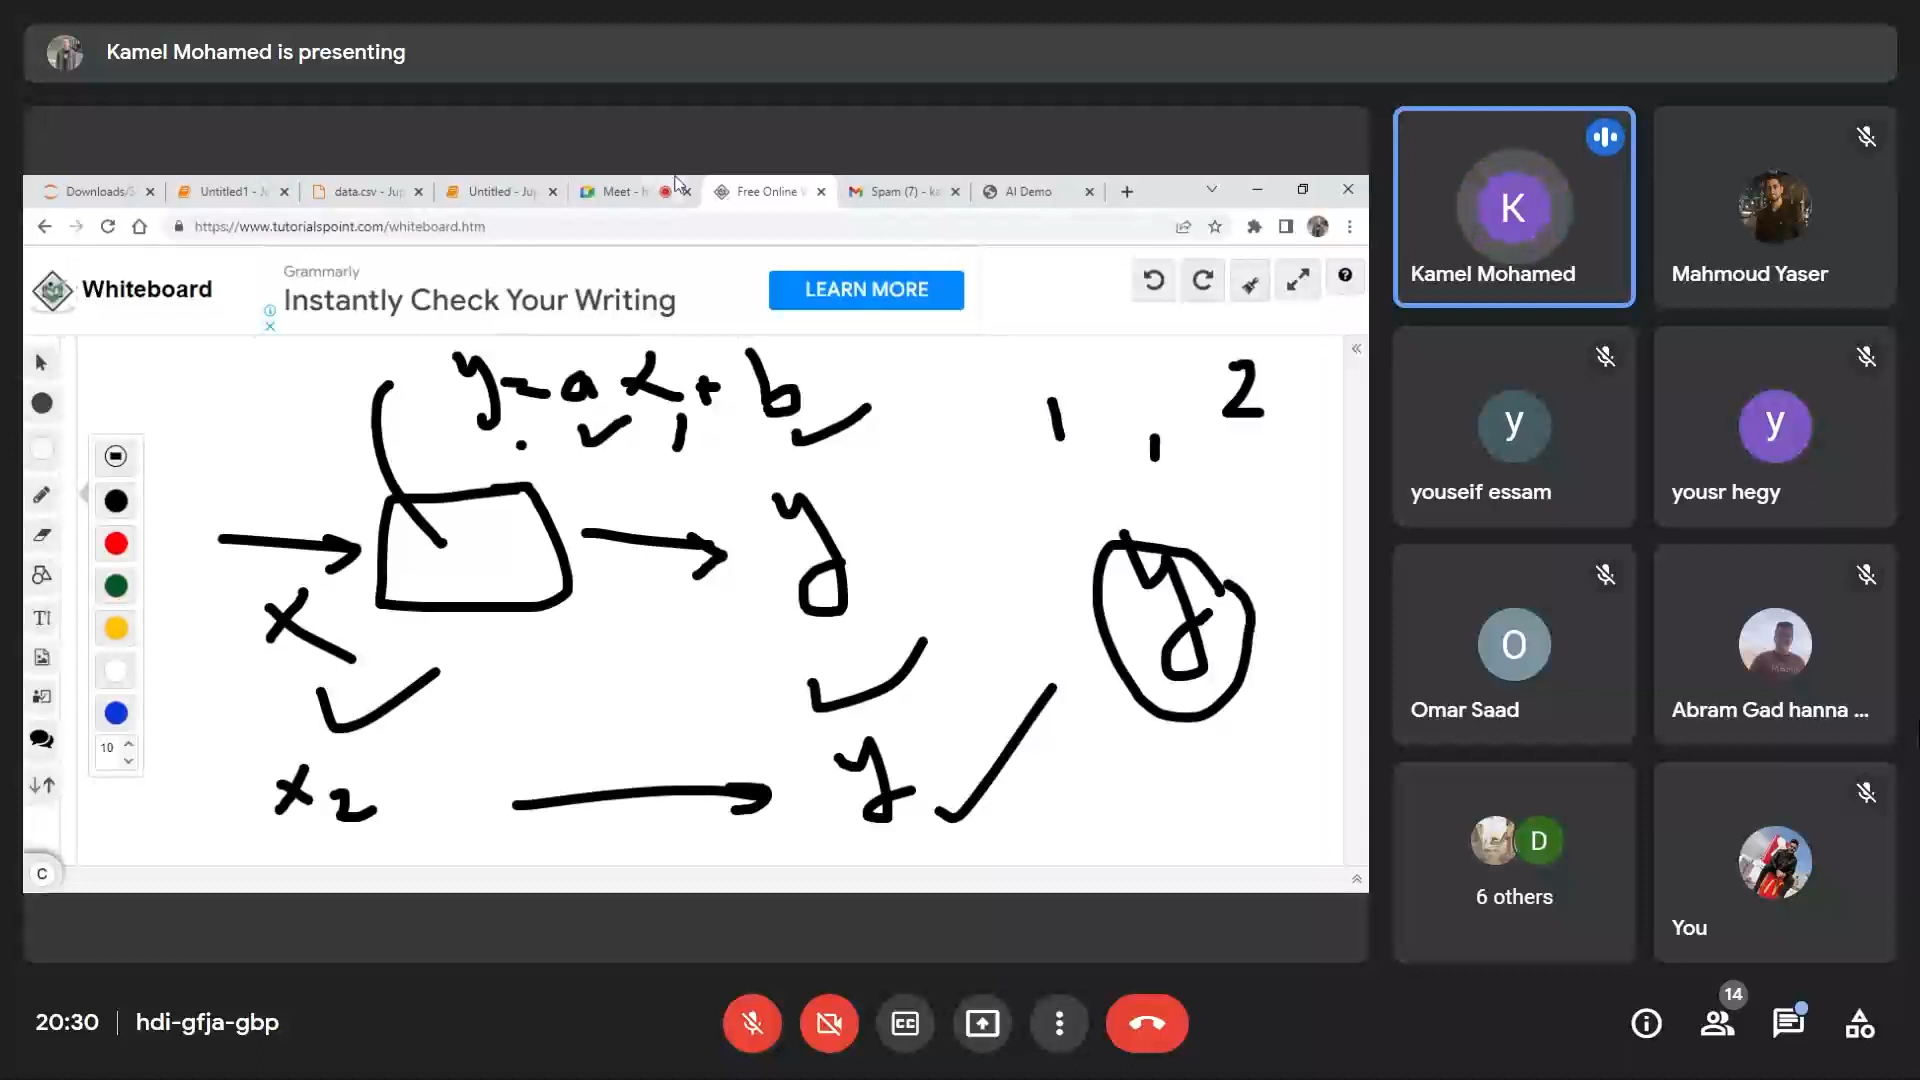 Kamel Mohamed is presenting
Downloads/S
Untitled1 - Ju
data.csv - Jup
Untitled - Jup
Meet - h
Free Online W
Spam (7) - ka
AI Demo
https://www.tutorialspoint.com/whiteboard.htm
Whiteboard
Grammarly
Instantly Check Your Writing
LEARN MORE
y = a x + b
1 , 2
x
y
y
x2
y
T
10
C
K
Kamel Mohamed
Mahmoud Yaser
y
youseif essam
y
yousr hegy
O
Omar Saad
Abram Gad hanna ...
D
6 others
You
20:30 | hdi-gfja-gbp
CC
14